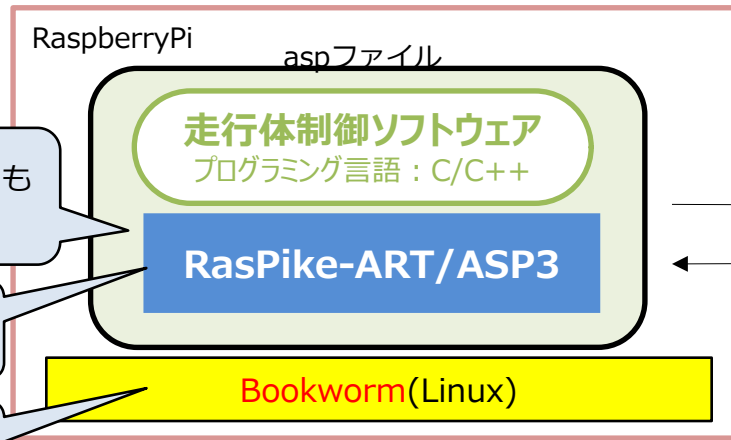 RaspberryPi
aspファイル
走行体制御ソフトウェア
プログラミング言語：C/C++
も
RasPike-ART/ASP3
Bookworm(Linux)